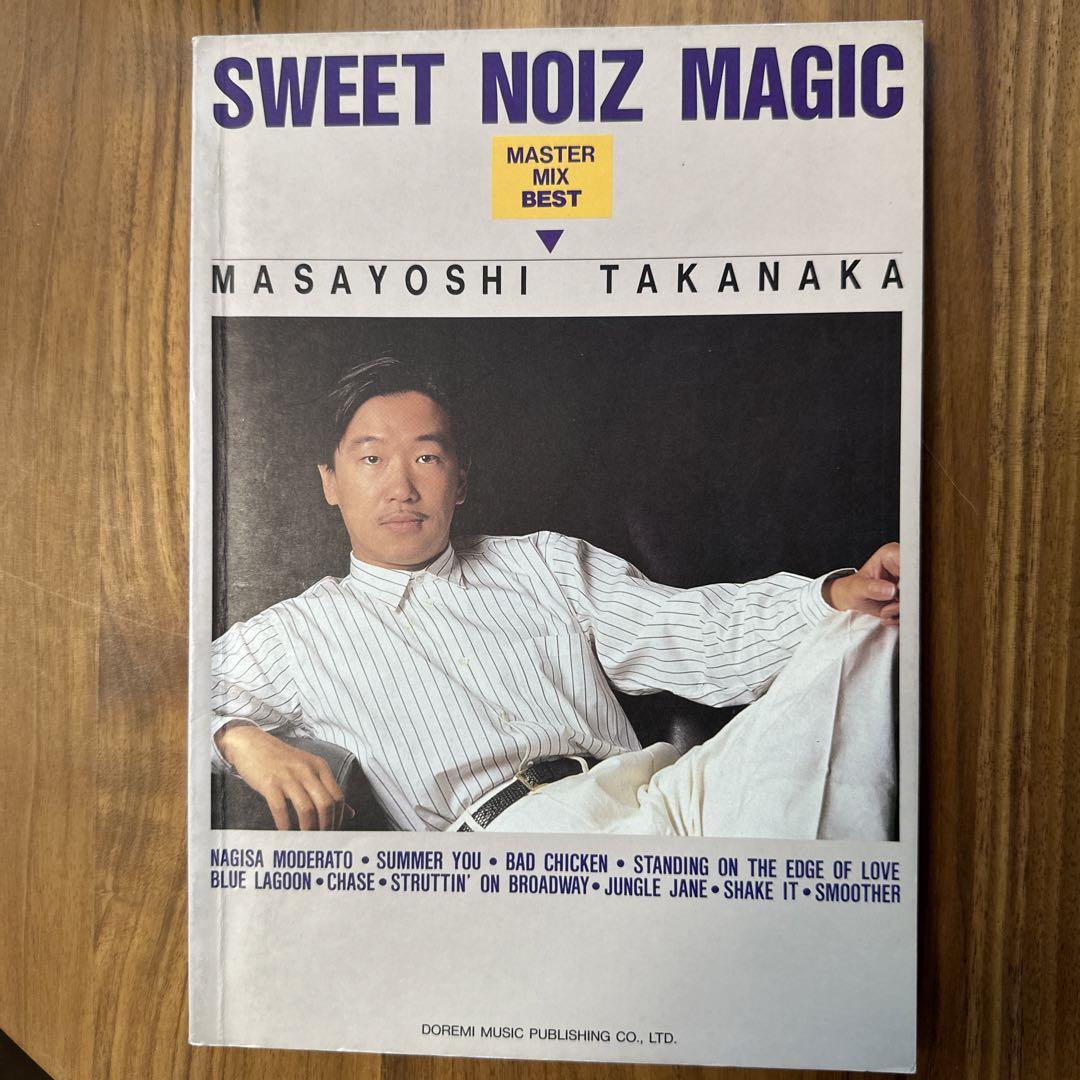 SWEET NOIZ MAGIC
MASTER
MIX
BEST
MASAYOSHI TAKANAKA
NAGISA MODERATO • SUMMER YOU • BAD CHICKEN • STANDING ON THE EDGE OF LOVE
BLUE LAGOON • CHASE • STRUTTIN' ON BROADWAY • JUNGLE JANE • SHAKE IT • SMOOTHER
DOREMI MUSIC PUBLISHING CO., LTD.